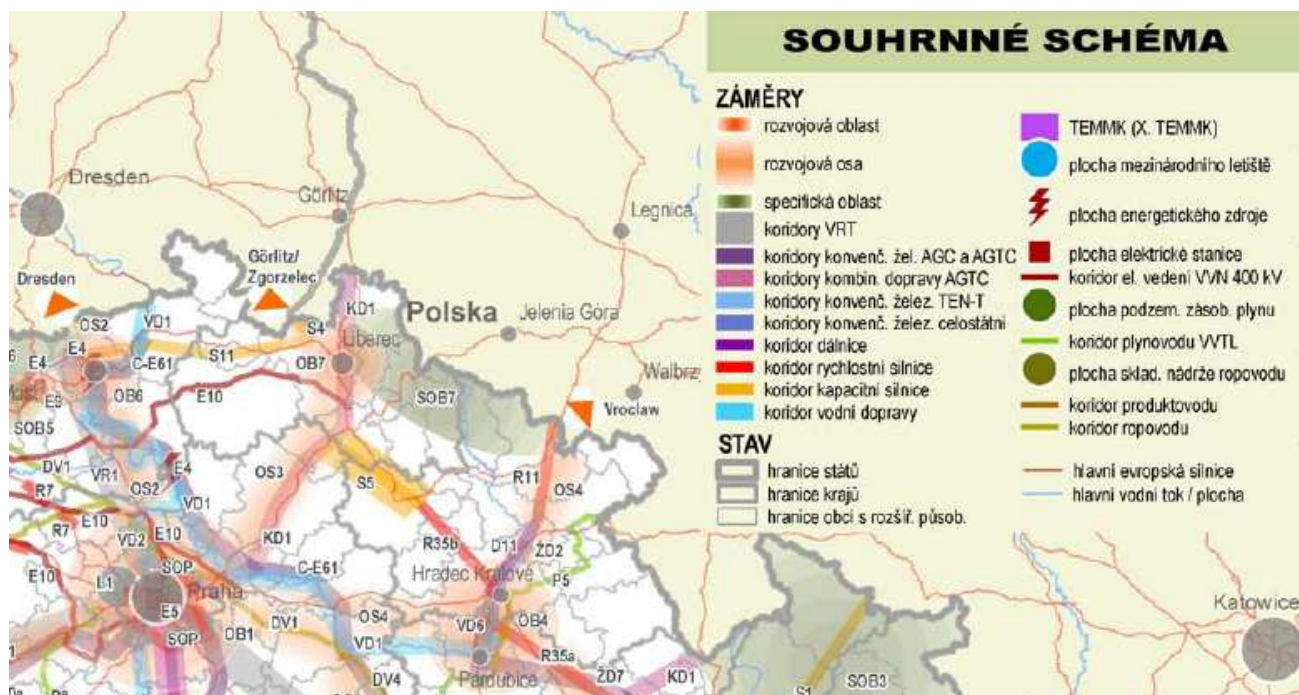 SOUHRNNÉ SCHÉMA
ZÁMĚRY
rozvojová oblast
rozvojová osa
specifická oblast
koridory VRT
koridory konvenč. žel. AGC a AGTC
koridory kombin. dopravy AGTC
koridory konvenč. želez. TEN-T
koridory konvenč. želez. celostátní
koridor dálnice
koridor rychlostní silnice
koridor kapacitní silnice
koridor vodní dopravy
STAV
hranice států
hranice krajů
hranice obcí s rozšíř. působ.
TEMMK (X. TEMMK)
plocha mezinárodního letiště
plocha energetického zdroje
plocha elektrické stanice
koridor el. vedení VVN 400 kV
plocha podzem. zásob. plynu
koridor plynovodu VVTL
plocha sklad. nádrže ropovodu
koridor produktovodu
koridor ropovodu
hlavní evropská silnice
hlavní vodní tok / plocha
Dresden
Görlitz
Legnica
Görlitz/
Zgorzelec
Dresden
KD1
Polska
Jelenia Góra
OS2
VD1
S4
E4
S11
Liberec
E4
C-E61
OB7
Walbrz
OB6
E10
SOB7
Vroclaw
E9
SOB5
DV1
VR1
E4
OS3
R11
OS4
R7
OS2
VD1
S5
E10
R7
VD2
E10
KD1
R35b
D11
ŽD2
E10
SOP
C-E61
Hradec Králové
P5
L1
Praha
E5
OS4
DV1
VD6
OB4
SOP
OB1
VD1
R35a
Pardubice
ŽD7
KD1
DV4
Katowice
S1
SOB3